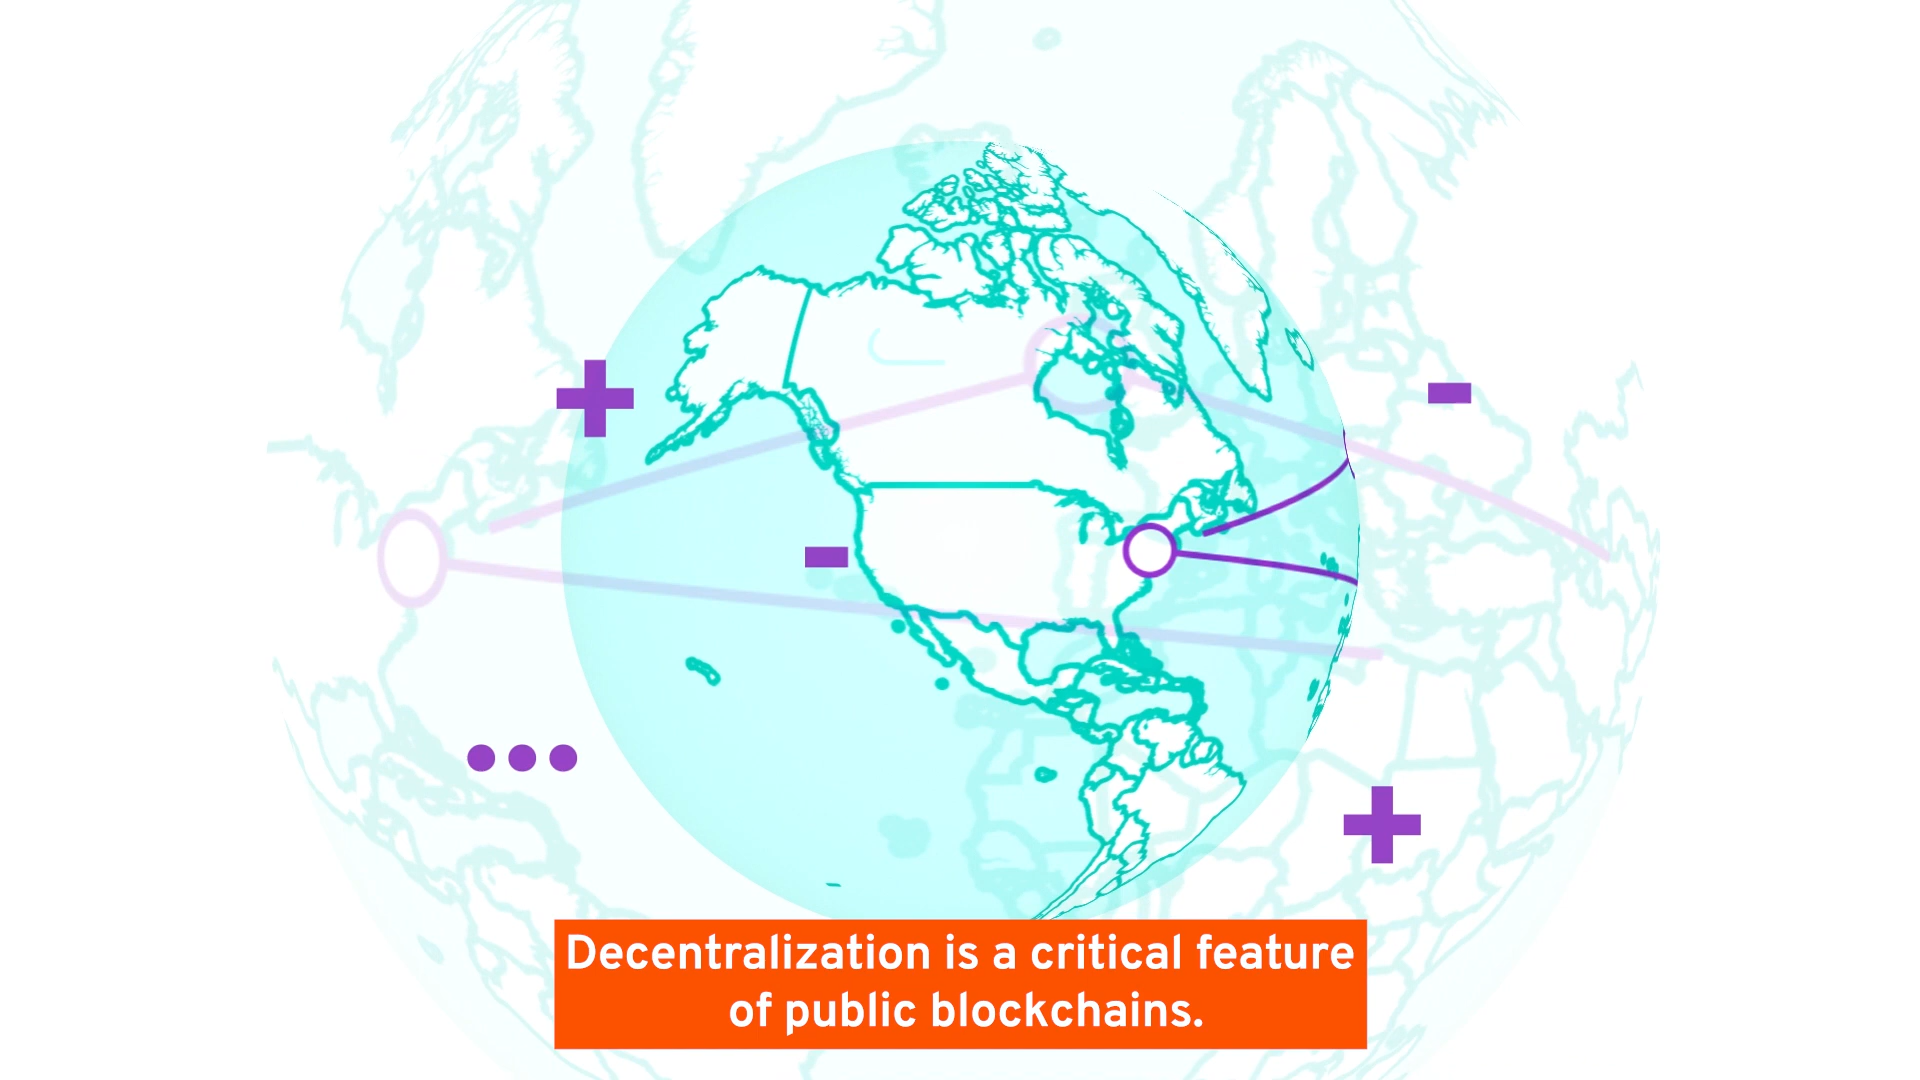 Decentralization is a critical feature
of public blockchains.